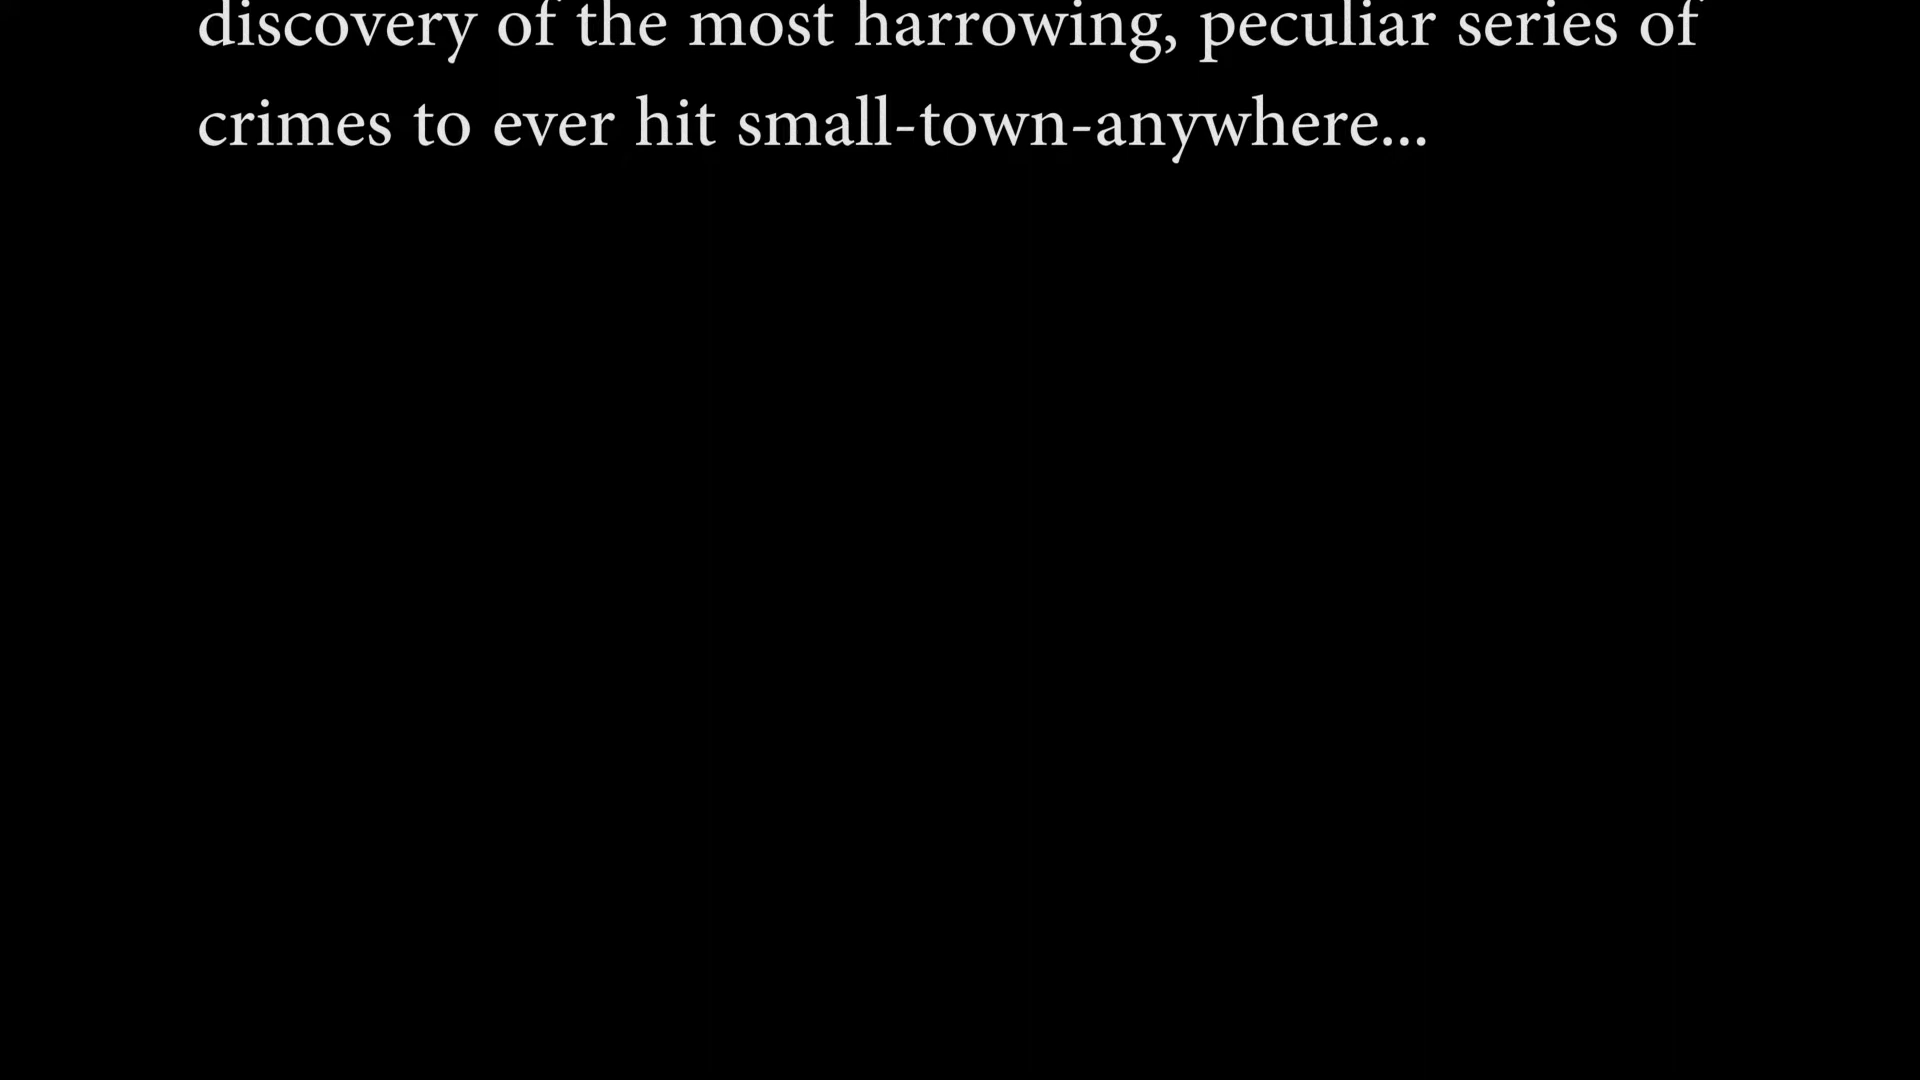 discovery of the most harrowing, peculiar series of
crimes to ever hit small-town-anywhere...